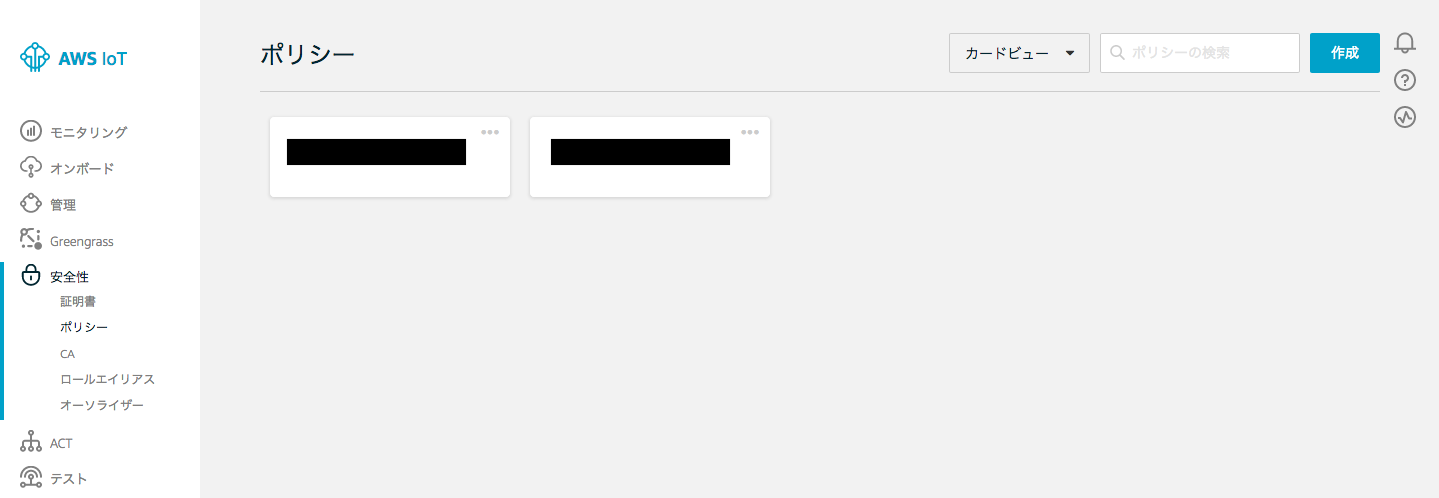 AWS IoT
モニタリング
オンボード
管理
Greengrass
安全性
証明書
ポリシー
CA
ロールエイリアス
オーソライザー
ACT
テスト
ポリシー
カードビュー
ポリシーの検索
作成